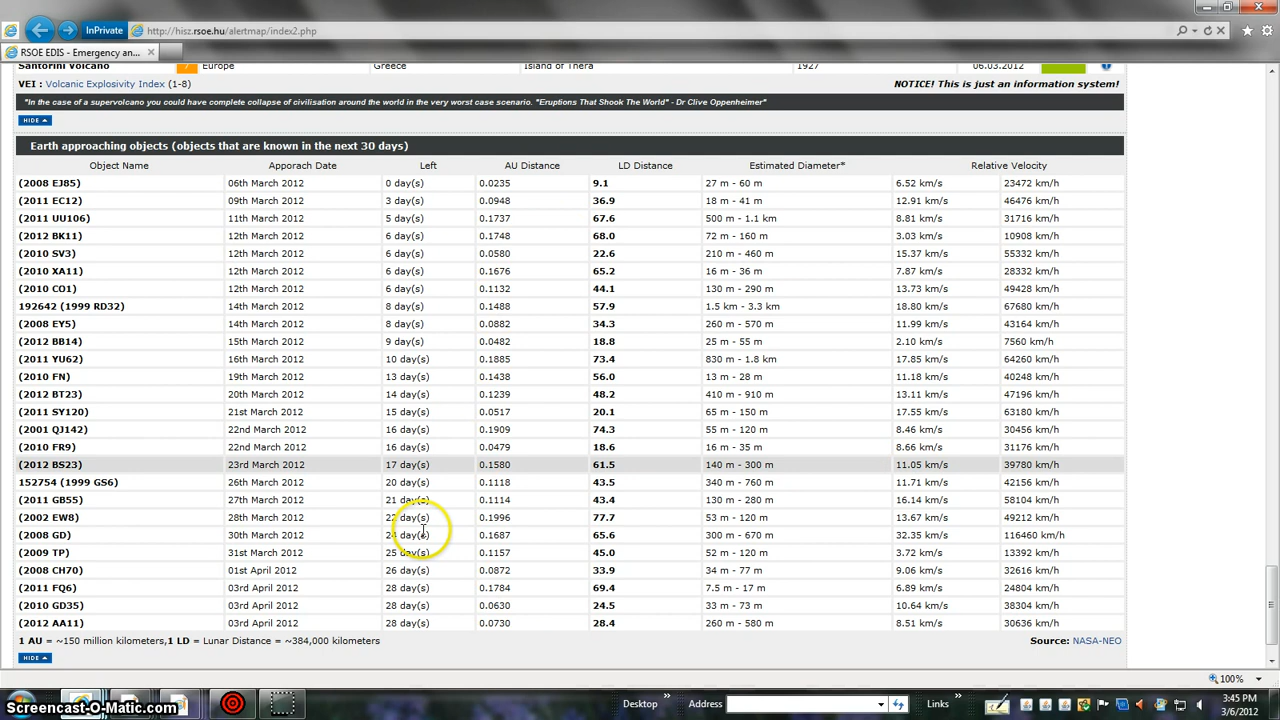 InPrivate
http://hisz.rsoe.hu/alertmap/index2.php
RSOE EDIS - Emergency an...
Santorini Volcano Europe Greece Island of Thera 1927 06.03.2012
VEI : Volcanic Explosivity Index (1-8) NOTICE! This is just an information system!
"In the case of a supervolcano you could have complete collapse of civilisation around the world in the very worst case scenario. "Eruptions That Shook The World" - Dr Clive Oppenheimer"
HIDE
Earth approaching objects (objects that are known in the next 30 days)
Object Name Apporach Date Left AU Distance LD Distance Estimated Diameter* Relative Velocity
(2008 EJ85) 06th March 2012 0 day(s) 0.0235 9.1 27 m - 60 m 6.52 km/s 23472 km/h
(2011 EC12) 09th March 2012 3 day(s) 0.0948 36.9 18 m - 41 m 12.91 km/s 46476 km/h
(2011 UU106) 11th March 2012 5 day(s) 0.1737 67.6 500 m - 1.1 km 8.81 km/s 31716 km/h
(2012 BK11) 12th March 2012 6 day(s) 0.1748 68.0 72 m - 160 m 3.03 km/s 10908 km/h
(2010 SV3) 12th March 2012 6 day(s) 0.0580 22.6 210 m - 460 m 15.37 km/s 55332 km/h
(2010 XA11) 12th March 2012 6 day(s) 0.1676 65.2 16 m - 36 m 7.87 km/s 28332 km/h
(2010 CO1) 12th March 2012 6 day(s) 0.1132 44.1 130 m - 290 m 13.73 km/s 49428 km/h
192642 (1999 RD32) 14th March 2012 8 day(s) 0.1488 57.9 1.5 km - 3.3 km 18.80 km/s 67680 km/h
(2008 EY5) 14th March 2012 8 day(s) 0.0882 34.3 260 m - 570 m 11.99 km/s 43164 km/h
(2012 BB14) 15th March 2012 9 day(s) 0.0482 18.8 25 m - 55 m 2.10 km/s 7560 km/h
(2011 YU62) 16th March 2012 10 day(s) 0.1885 73.4 830 m - 1.8 km 17.85 km/s 64260 km/h
(2010 FN) 19th March 2012 13 day(s) 0.1438 56.0 13 m - 28 m 11.18 km/s 40248 km/h
(2012 BT23) 20th March 2012 14 day(s) 0.1239 48.2 410 m - 910 m 13.11 km/s 47196 km/h
(2011 SY120) 21st March 2012 15 day(s) 0.0517 20.1 65 m - 150 m 17.55 km/s 63180 km/h
(2001 QJ142) 22nd March 2012 16 day(s) 0.1909 74.3 55 m - 120 m 8.46 km/s 30456 km/h
(2010 FR9) 22nd March 2012 16 day(s) 0.0479 18.6 16 m - 35 m 8.66 km/s 31176 km/h
(2012 BS23) 23rd March 2012 17 day(s) 0.1580 61.5 140 m - 300 m 11.05 km/s 39780 km/h
152754 (1999 GS6) 26th March 2012 20 day(s) 0.1118 43.5 340 m - 760 m 11.71 km/s 42156 km/h
(2011 GB55) 27th March 2012 21 day(s) 0.1114 43.4 130 m - 280 m 16.14 km/s 58104 km/h
(2002 EW8) 28th March 2012 22 day(s) 0.1996 77.7 53 m - 120 m 13.67 km/s 49212 km/h
(2008 GD) 30th March 2012 24 day(s) 0.1687 65.6 300 m - 670 m 32.35 km/s 116460 km/h
(2009 TP) 31st March 2012 25 day(s) 0.1157 45.0 52 m - 120 m 3.72 km/s 13392 km/h
(2008 CH70) 01st April 2012 26 day(s) 0.0872 33.9 34 m - 77 m 9.06 km/s 32616 km/h
(2011 FQ6) 03rd April 2012 28 day(s) 0.1784 69.4 7.5 m - 17 m 6.89 km/s 24804 km/h
(2010 GD35) 03rd April 2012 28 day(s) 0.0630 24.5 33 m - 73 m 10.64 km/s 38304 km/h
(2012 AA11) 03rd April 2012 28 day(s) 0.0730 28.4 260 m - 580 m 8.51 km/s 30636 km/h
1 AU = ~150 million kilometers,1 LD = Lunar Distance = ~384,000 kilometers Source: NASA-NEO
HIDE
100%
Desktop Address Links 3:45 PM
3/6/2012
Screencast-O-Matic.com